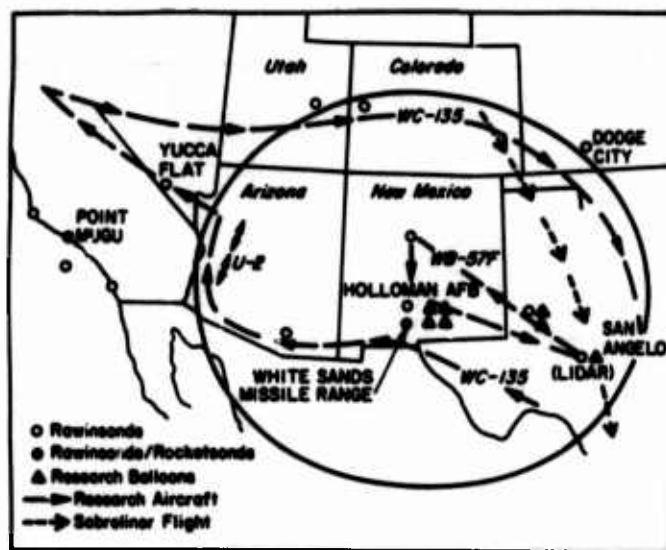 Utah
Colorado
WC-135
DODGE
CITY
YUCCA
FLAT
Arizona
New Mexico
POINT
MUGU
U-2
WB-57F
HOLLOMAN AFB
SAN
ANGELO
(LIDAR)
WHITE SANDS
MISSILE RANGE
WC-135
Rawinsonde
Rawinsonde/Rocketsonde
Research Balloons
Research Aircraft
Sabreliner Flight